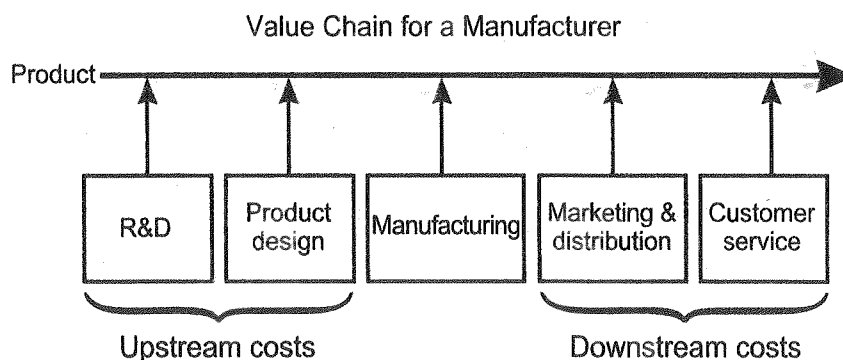 Value Chain for a Manufacturer
Product
R&D
Product
design
Manufacturing
Marketing &
distribution
Customer
service
Upstream costs
Downstream costs